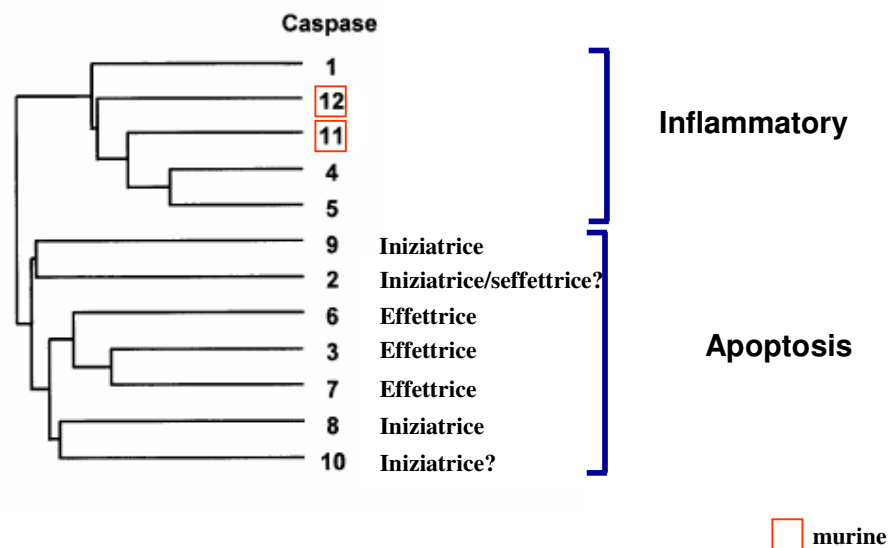 Caspase
1
12
11
4
5
Inflammatory
9 Iniziatrice
2 Iniziatrice/seffettrice?
6 Effettrice
3 Effettrice
7 Effettrice
8 Iniziatrice
10 Iniziatrice?
Apoptosis
murine